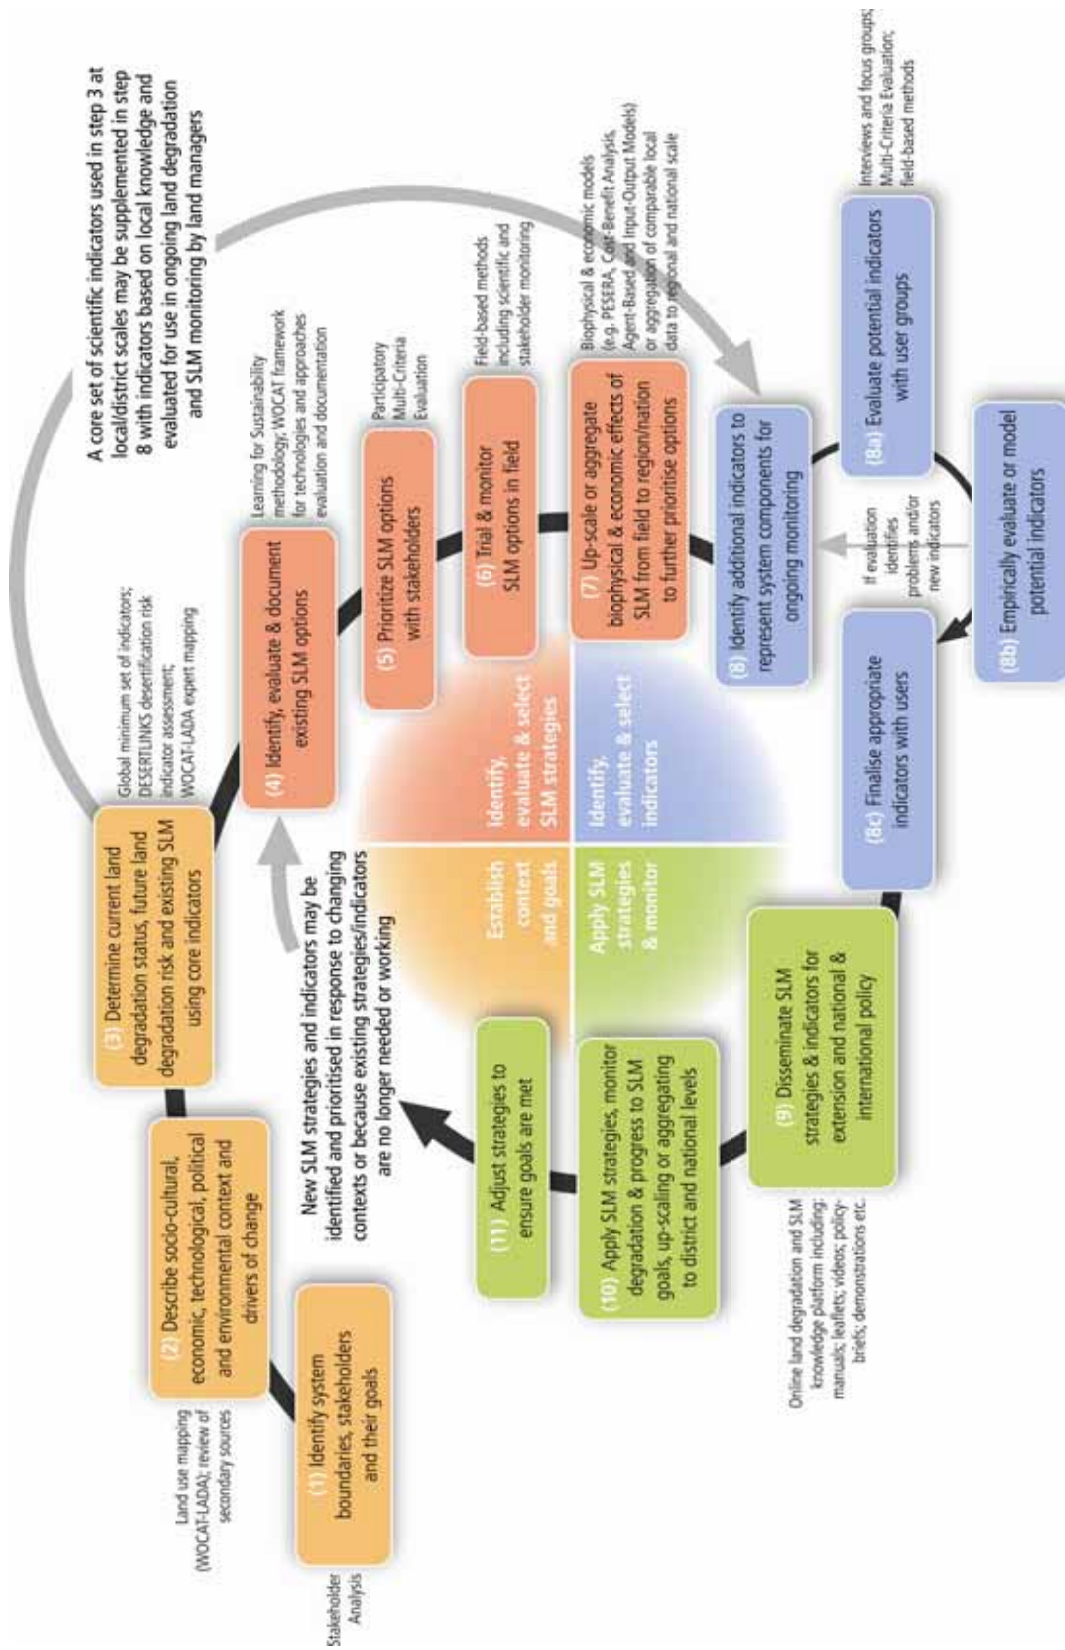 Stakeholder
Analysis
(1) Identify system
boundaries, stakeholders
and their goals
Land use mapping
(WOCAT-LADA); review of
secondary sources
(2) Describe socio-cultural,
economic, technological, political
and environmental context and
drivers of change
(3) Determine current land
degradation status, future land
degradation risk and existing SLM
using core indicators
Global minimum set of indicators;
DESERTLINKS desertification risk
indicator assessment;
WOCAT-LADA expert mapping
A core set of scientific indicators used in step 3 at
local/district scales may be supplemented in step
8 with indicators based on local knowledge and
evaluated for use in ongoing land degradation
and SLM monitoring by land managers
(4) Identify, evaluate & document
existing SLM options
Learning for Sustainability
methodology; WOCAT framework
for technologies and approaches
evaluation and documentation
(5) Prioritize SLM options
with stakeholders
Participatory
Multi-Criteria
Evaluation
(6) Trial & monitor
SLM options in field
Field-based methods
including scientific and
stakeholder monitoring
(7) Up-scale or aggregate
biophysical & economic effects of
SLM from field to region/nation
to further prioritise options
Biophysical & economic models
(e.g. PESERA, Cost-Benefit Analysis,
Agent-Based and Input-Output Models)
or aggregation of comparable local
data to regional and national scale
(8) Identify additional indicators to
represent system components for
ongoing monitoring
(8a) Evaluate potential indicators
with user groups
Interviews and focus groups;
Multi-Criteria Evaluation;
field-based methods
(8b) Empirically evaluate or model
potential indicators
If evaluation
identifies
problems and/or
new indicators
(8c) Finalise appropriate
indicators with users
(9) Disseminate SLM
strategies & indicators for
extension and national &
international policy
Online land degradation and SLM
knowledge platform including:
manuals; leaflets; videos; policy-
briefs; demonstrations etc.
(10) Apply SLM strategies, monitor
degradation & progress to SLM
goals, up-scaling or aggregating
to district and national levels
(11) Adjust strategies to
ensure goals are met
New SLM strategies and indicators may be
identified and prioritised in response to changing
contexts or because existing strategies/indicators
are no longer needed or working
Establish
context
and goals
Identify,
evaluate & select
SLM strategies
Apply SLM
strategies
& monitor
Identify,
evaluate & select
indicators